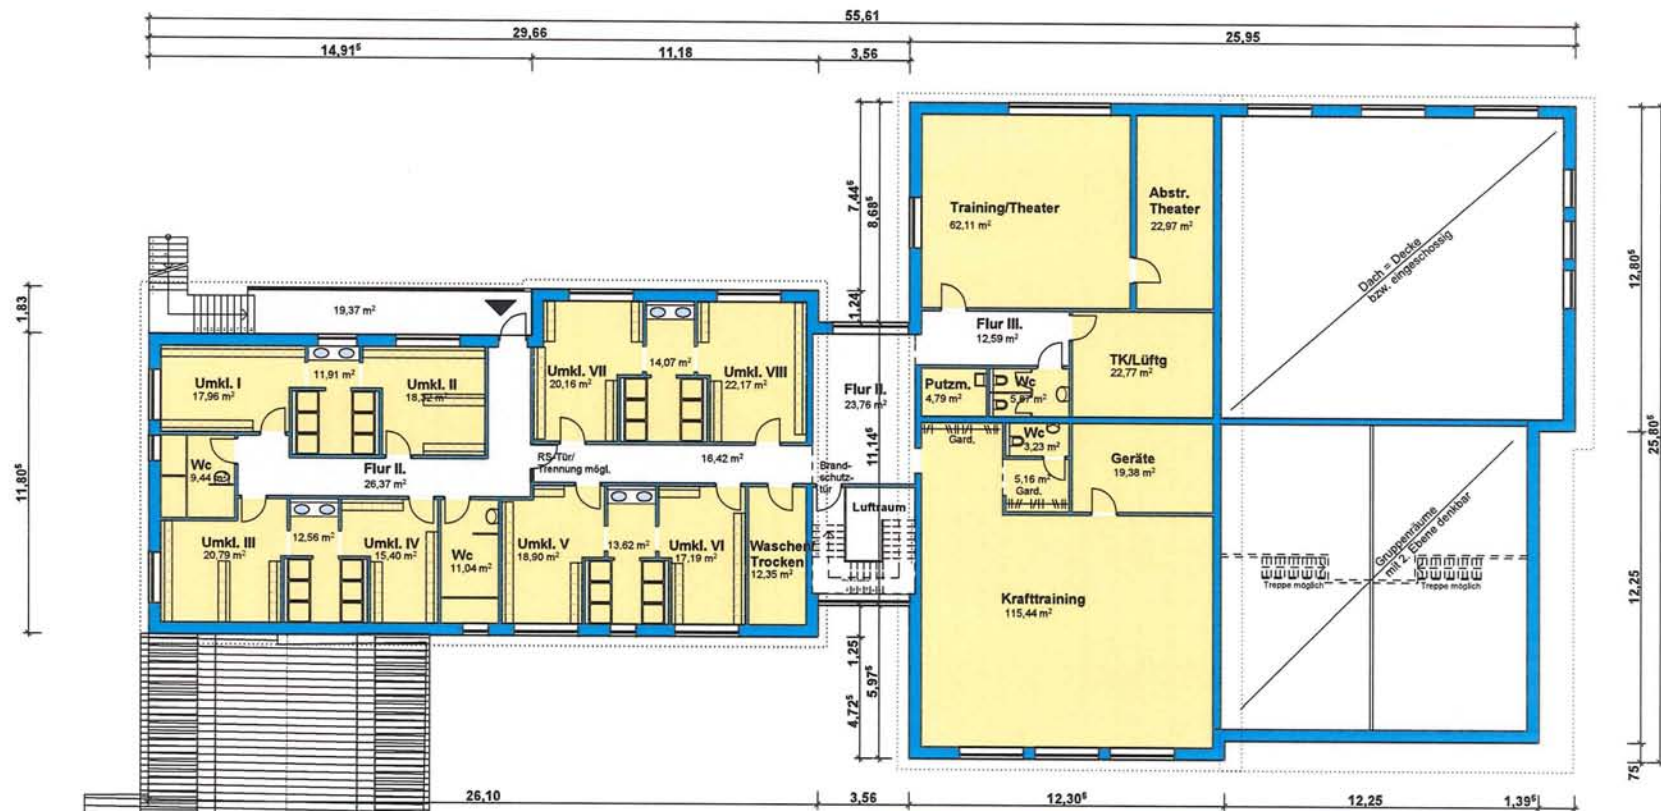 55,61
29,66
25,95
14,91⁵
11,18
3,56
7,44⁵
8,68⁵
1,24
1,83
11,80⁵
12,80⁵
25,80⁵
12,25
75
Training/Theater
62,11 m²
Abstr.
Theater
22,97 m²
Dach = Decke
bzw. eingeschossig
19,37 m²
Flur III.
12,59 m²
TK/Lüftg
22,77 m²
Putzm.
4,79 m²
Wc
Umkl. I
17,96 m²
11,91 m²
Umkl. II
18,32 m²
Umkl. VII
20,16 m²
14,07 m²
Umkl. VIII
22,17 m²
Flur II.
23,76 m²
11,14⁵
Wc
9,44 m²
Flur II.
26,37 m²
RS-Tür/
Trennung mögl.
16,42 m²
Brand-
schutz-
tür
Gard.
Wc
3,23 m²
5,16 m²
Gard.
Geräte
19,38 m²
Luftraum
Umkl. III
20,79 m²
12,56 m²
Umkl. IV
15,40 m²
Wc
11,04 m²
Umkl. V
18,90 m²
13,62 m²
Umkl. VI
17,19 m²
Waschen
Trocken
12,35 m²
Krafttraining
115,44 m²
Gruppenräume
mit 2. Ebene denkbar
Treppe möglich
Treppe möglich
1,25
4,72⁵
5,97⁵
26,10
3,56
12,30⁵
12,25
1,39⁵